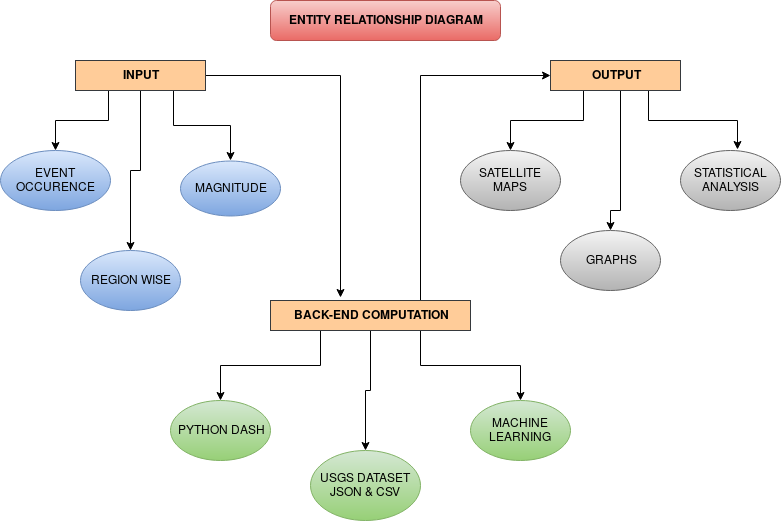 ENTITY RELATIONSHIP DIAGRAM
INPUT
OUTPUT
EVENT
OCCURENCE
MAGNITUDE
REGION WISE
SATELLITE
MAPS
STATISTICAL
ANALYSIS
GRAPHS
BACK-END COMPUTATION
PYTHON DASH
USGS DATASET
JSON & CSV
MACHINE
LEARNING